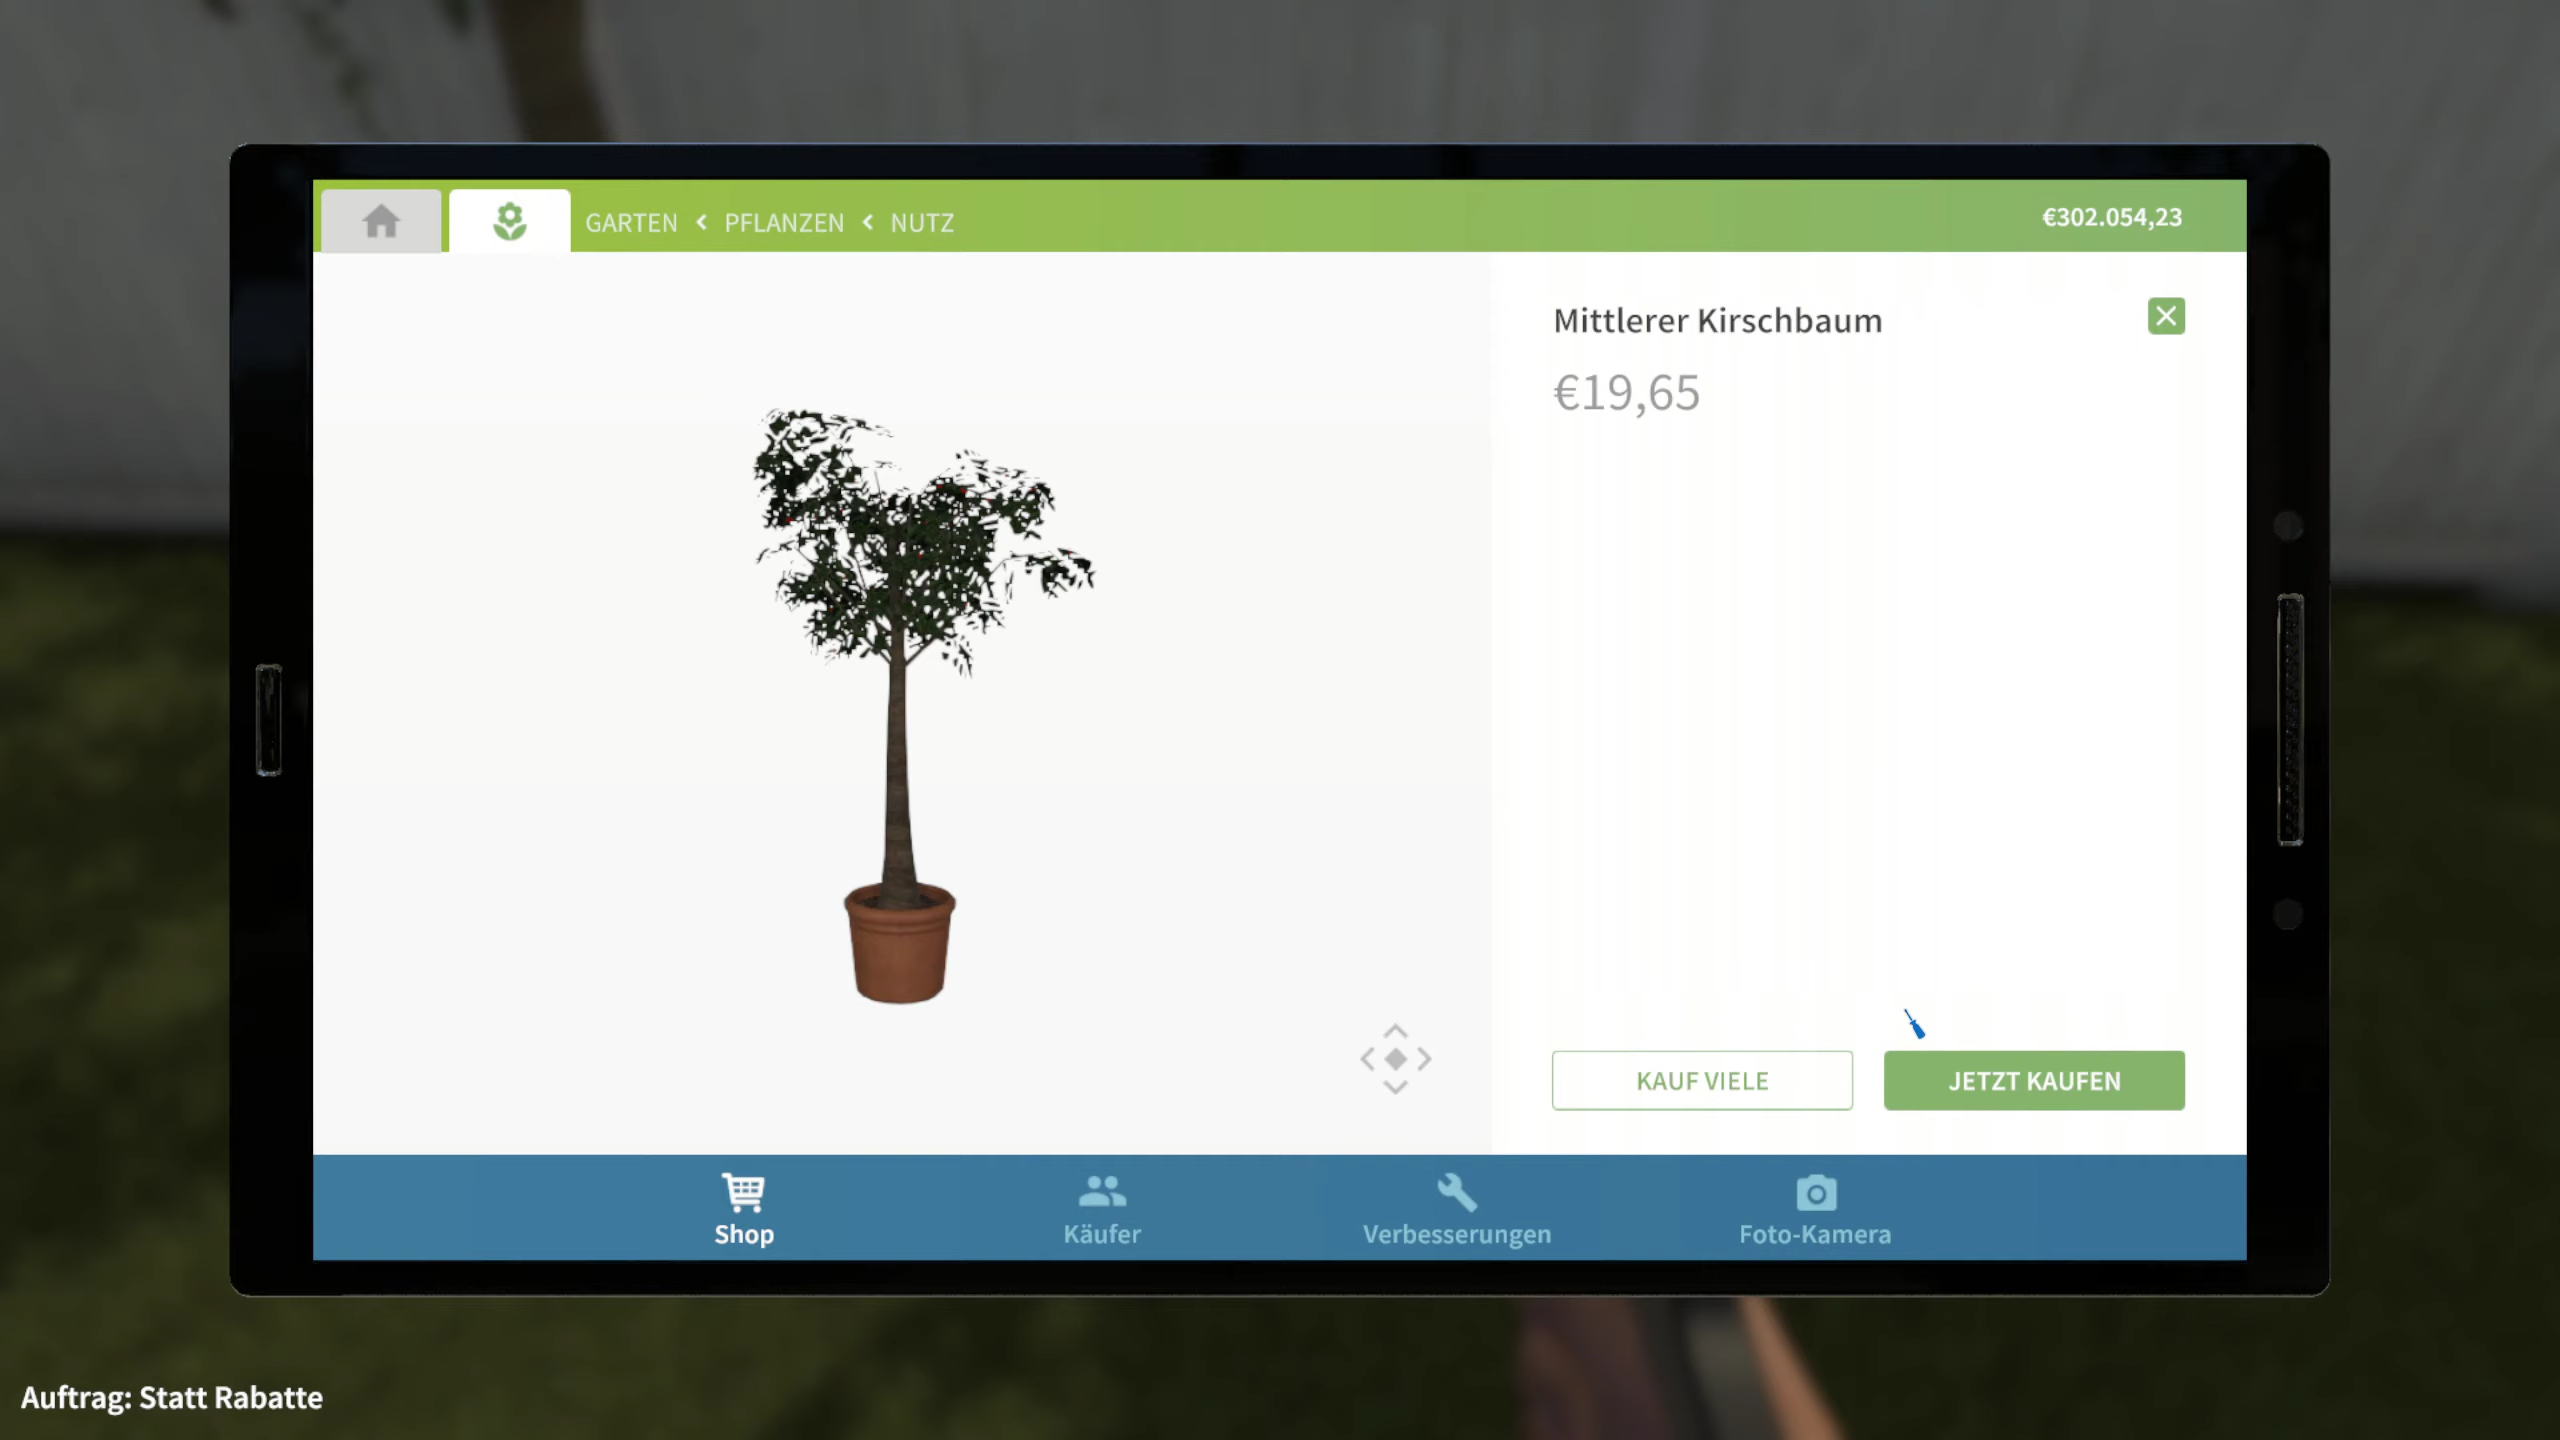 GARTEN < PFLANZEN < NUTZ
€302.054,23
Mittlerer Kirschbaum
€19,65
KAUF VIELE
JETZT KAUFEN
Shop
Käufer
Verbesserungen
Foto-Kamera
Auftrag: Statt Rabatte